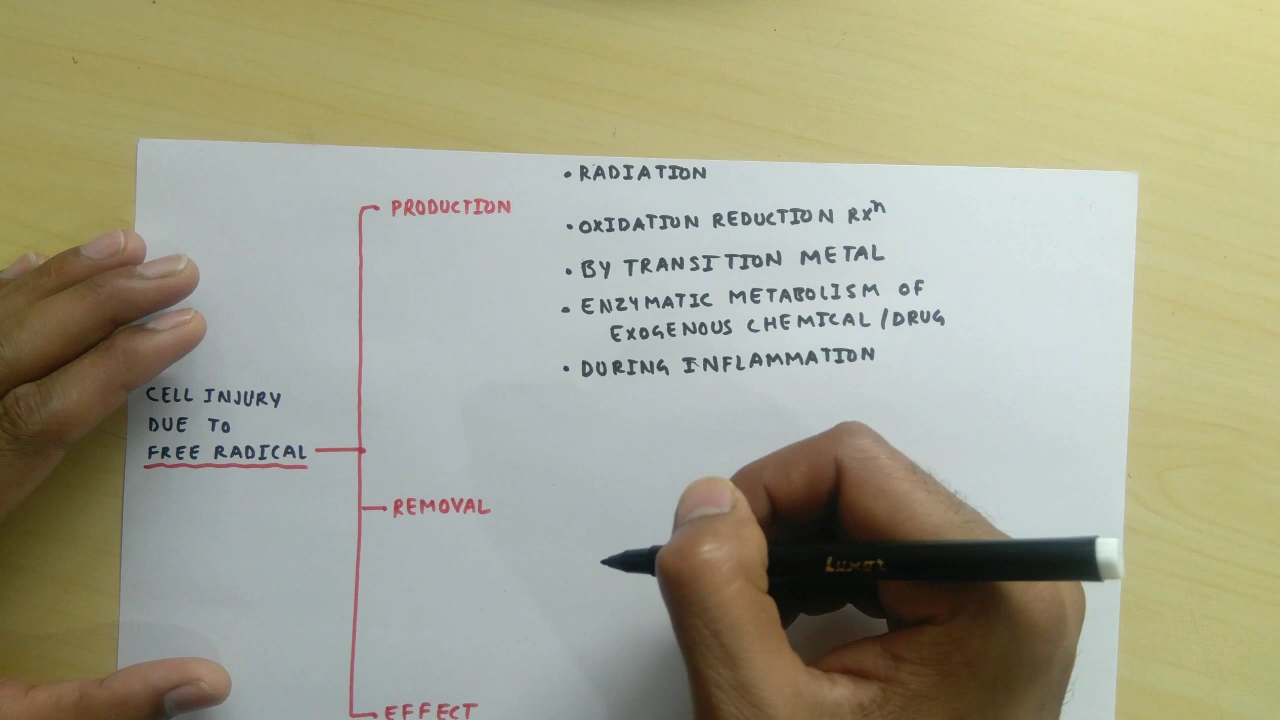 • RADIATION
PRODUCTION
• OXIDATION REDUCTION RXⁿ
• BY TRANSITION METAL
• ENZYMATIC METABOLISM OF
EXOGENOUS CHEMICAL / DRUG
• DURING INFLAMMATION
CELL INJURY
DUE TO
FREE RADICAL
REMOVAL
Luxor
EFFECT